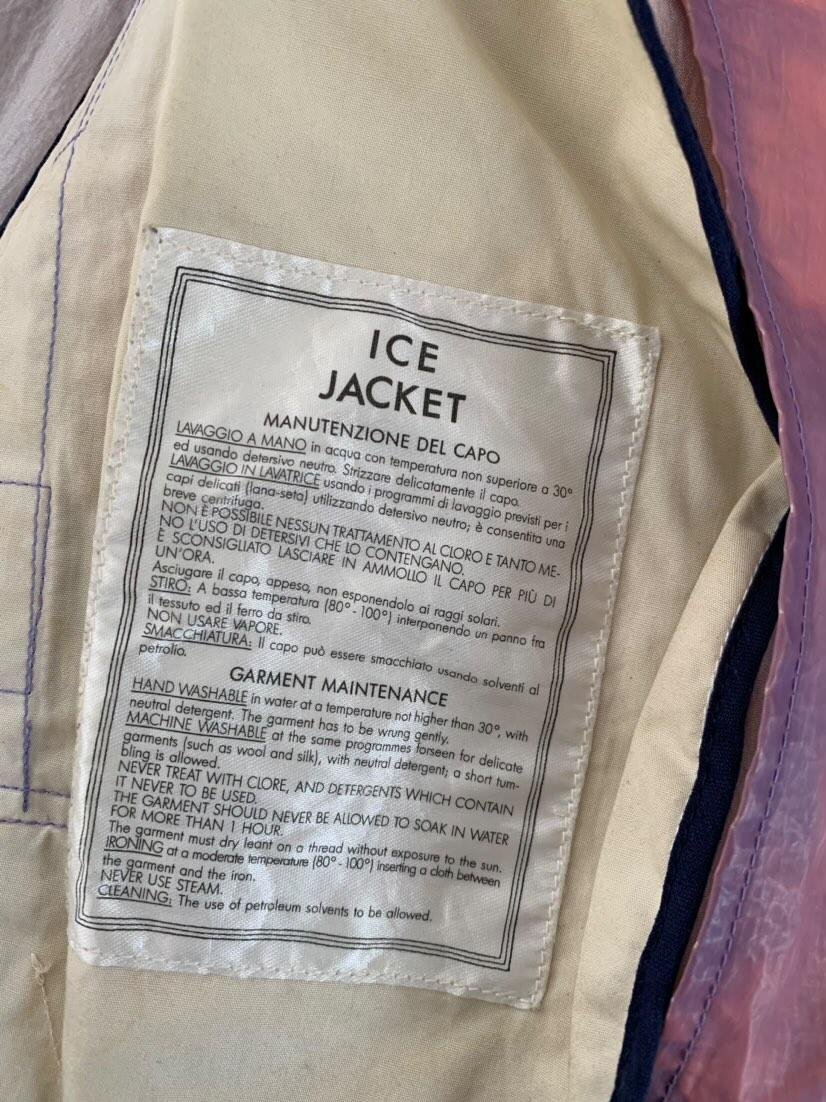 ICE
JACKET
MANUTENZIONE DEL CAPO
LAVAGGIO A MANO in acqua con temperatura non superiore a 30°
ed usando detersivo neutro. Strizzare delicatamente il capo.
LAVAGGIO IN LAVATRICE usando i programmi di lavaggio previsti per i
capi delicati (lana-seta) utilizzando detersivo neutro; è consentita una
breve centrifuga.
NON È POSSIBILE NESSUN TRATTAMENTO AL CLORO E TANTO ME-
NO L'USO DI DETERSIVI CHE LO CONTENGANO.
È SCONSIGLIATO LASCIARE IN AMMOLLO IL CAPO PER PIÙ DI
UN'ORA.
Asciugare il capo, appeso, non esponendolo ai raggi solari.
STIRO: A bassa temperatura (80° - 100°) interponendo un panno fra
il tessuto ed il ferro da stiro.
NON USARE VAPORE.
SMACCHIATURA: Il capo può essere smacchiato usando solventi al
petrolio.
GARMENT MAINTENANCE
HAND WASHABLE in water at a temperature not higher than 30°, with
neutral detergent. The garment has to be wrung gently.
MACHINE WASHABLE at the same programmes forseen for delicate
garments (such as wool and silk), with neutral detergent; a short tum-
bling is allowed.
NEVER TREAT WITH CLORE, AND DETERGENTS WHICH CONTAIN
IT NEVER TO BE USED.
THE GARMENT SHOULD NEVER BE ALLOWED TO SOAK IN WATER
FOR MORE THAN 1 HOUR.
The garment must dry leant on a thread without exposure to the sun.
IRONING at a moderate temperature (80° - 100°) inserting a cloth between
the garment and the iron.
NEVER USE STEAM.
CLEANING: The use of petroleum solvents to be allowed.